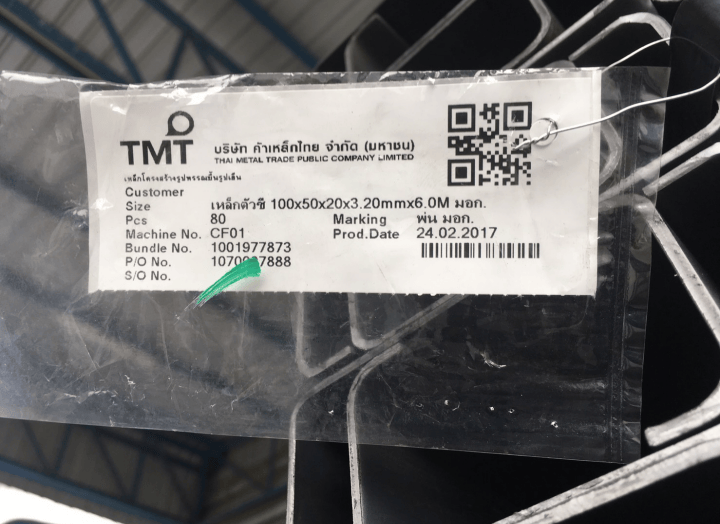 TMT
บริษัท ค้าเหล็กไทย จำกัด (มหาชน)
THAI METAL TRADE PUBLIC COMPANY LIMITED
เหล็กโครงสร้างรูปพรรณขึ้นรูปเย็น
Customer
Size เหล็กตัวซี 100x50x20x3.20mmx6.0M มอก.
Pcs 80 Marking พ่น มอก.
Machine No. CF01 Prod.Date 24.02.2017
Bundle No. 1001977873
P/O No.
S/O No.